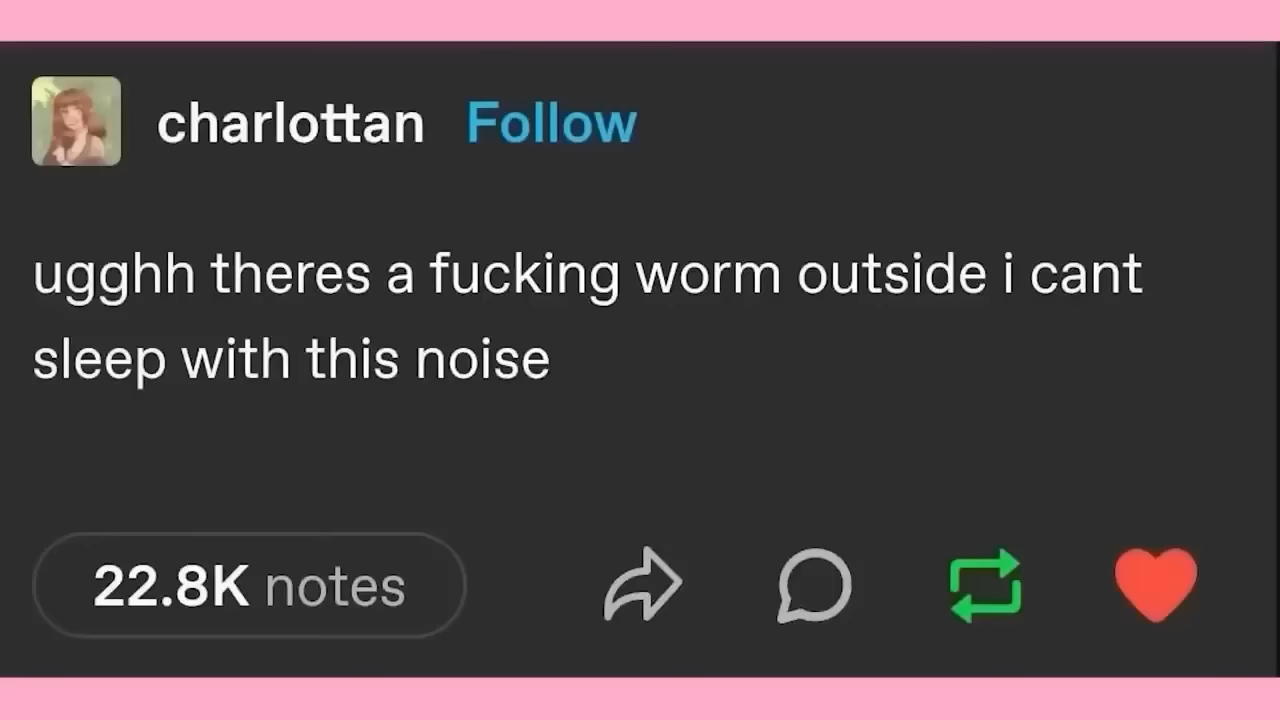 charlottan Follow
ugghh theres a fucking worm outside i cant
sleep with this noise
22.8K notes